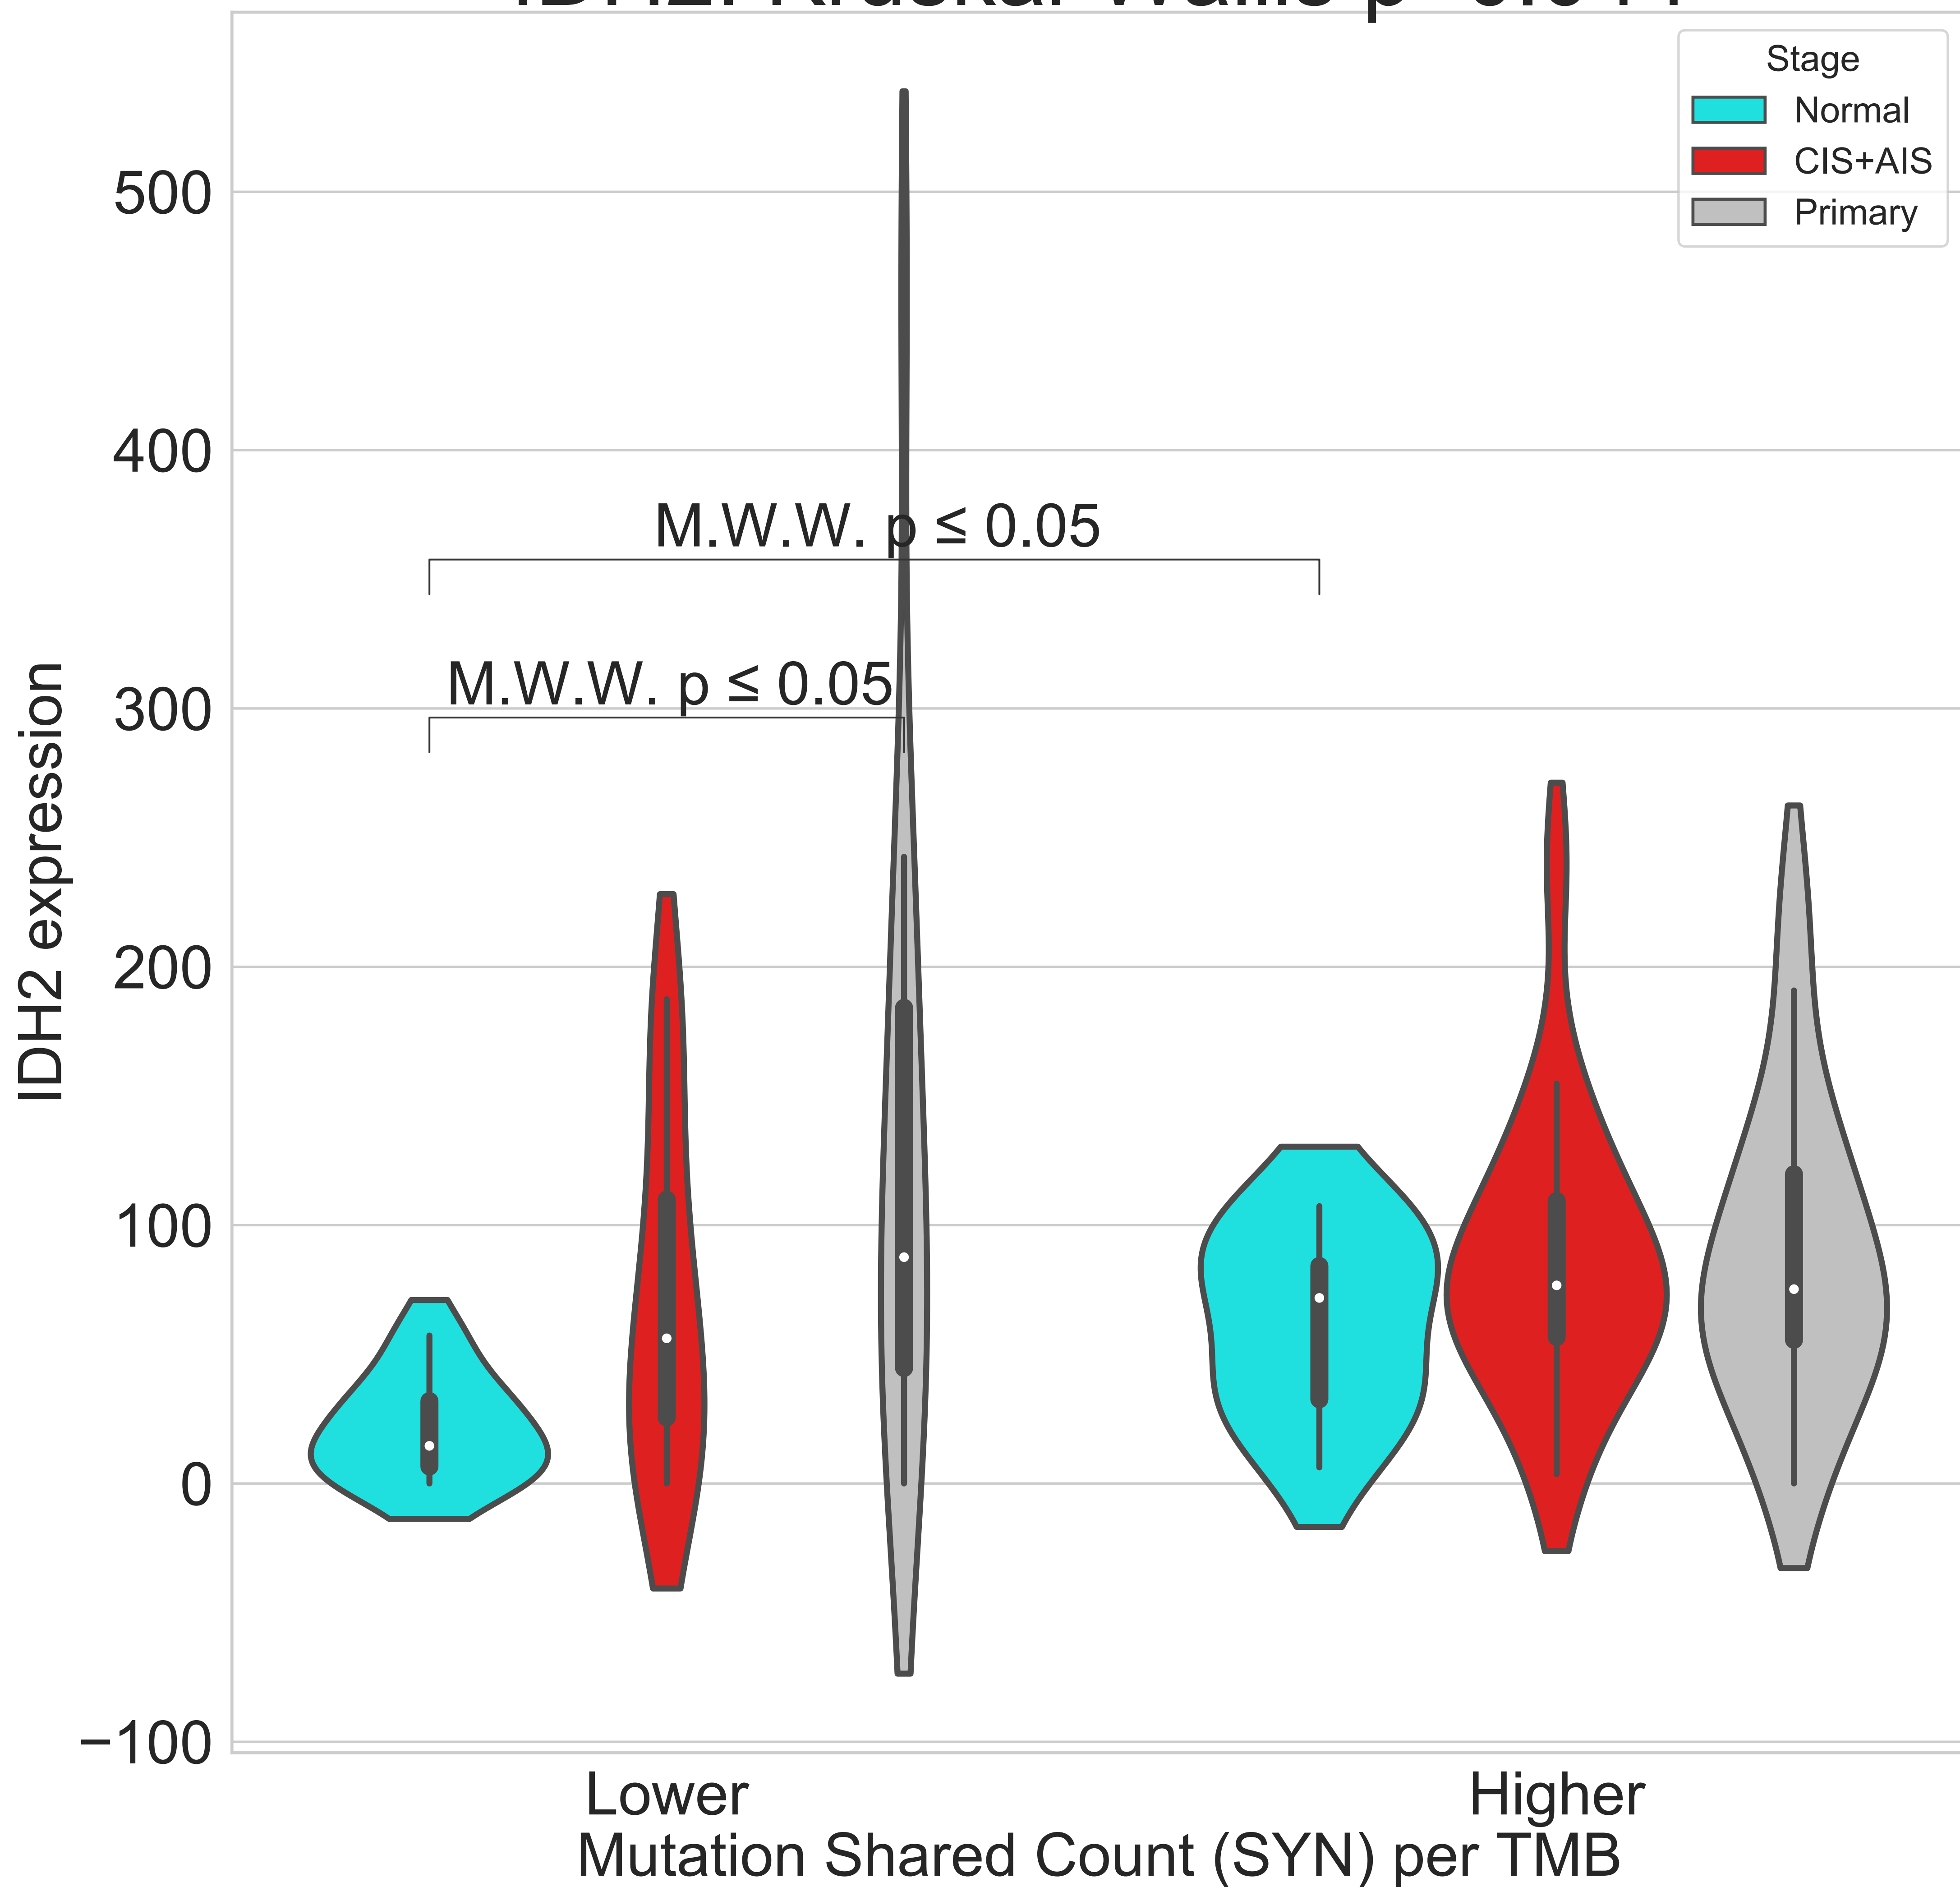 Stage
Normal
CIS+AIS
Primary
500
400
300
200
100
0
−100
IDH2 expression
M.W.W. p ≤ 0.05
M.W.W. p ≤ 0.05
Lower
Higher
Mutation Shared Count (SYN) per TMB